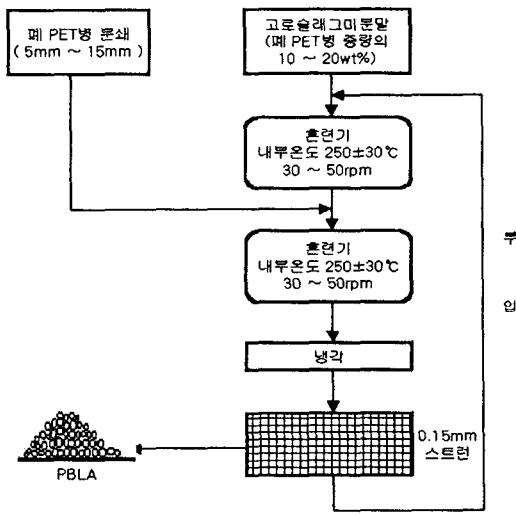 폐 PET병 분쇄
( 5mm ~ 15mm )
고로슬래그미분말
(폐 PET병 중량의
10 ~ 20wt%)
혼련기
내부온도 250±30℃
30 ~ 50rpm
혼련기
내부온도 250±30℃
30 ~ 50rpm
투
입
냉각
0.15mm
스트런
PBLA